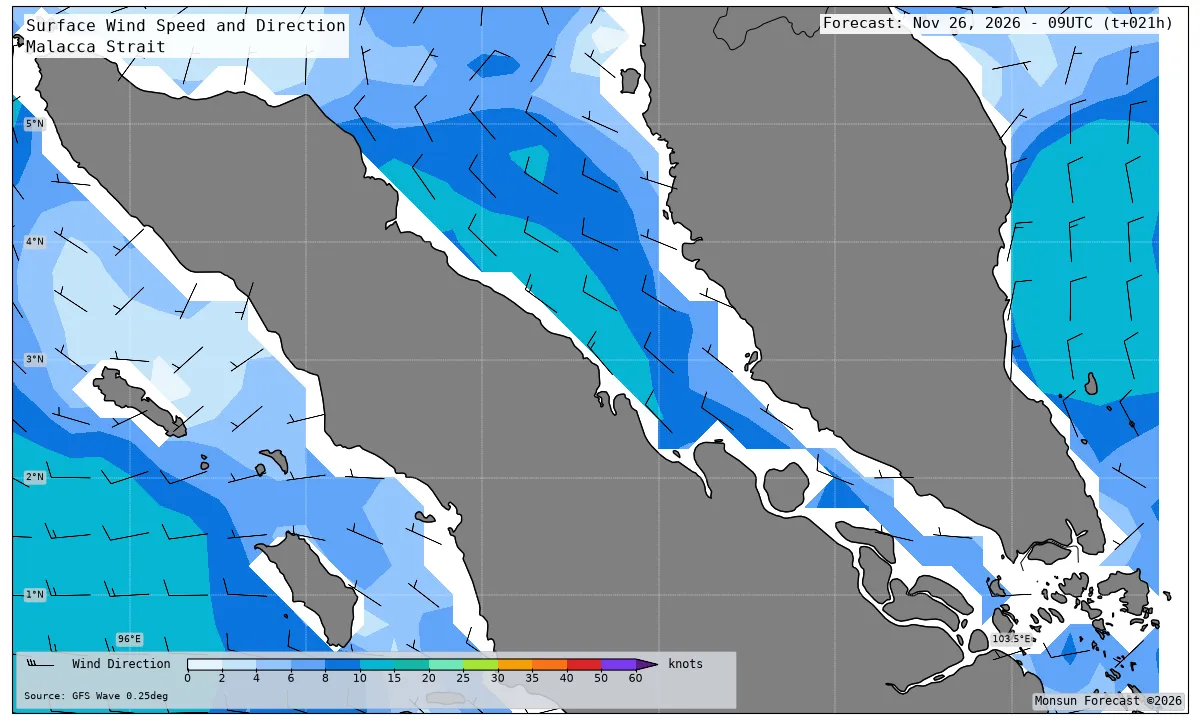 Surface Wind Speed and Direction
Malacca Strait
Forecast: Nov 26, 2026 - 09UTC (t+021h)
5°N
4°N
3°N
2°N
1°N
96°E
103.5°E
Wind Direction
0 2 4 6 8 10 15 20 25 30 35 40 50 60
knots
Source: GFS Wave 0.25deg
Monsun Forecast ©2026